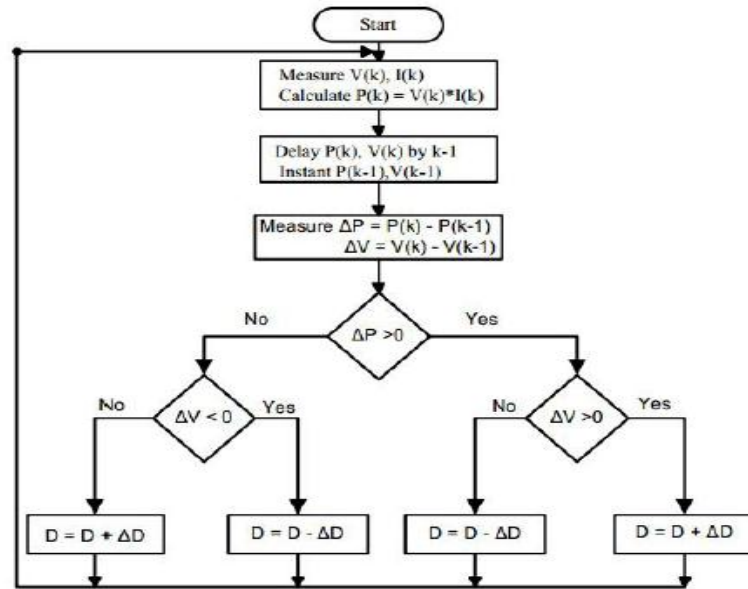 Start
Measure V(k), I(k)
Calculate P(k) = V(k)*I(k)
Delay P(k), V(k) by k-1
Instant P(k-1),V(k-1)
Measure ΔP = P(k) - P(k-1)
ΔV = V(k) - V(k-1)
No
Yes
ΔP >0
No
ΔV < 0
Yes
No
ΔV >0
Yes
D = D + ΔD
D = D - ΔD
D = D - ΔD
D = D + ΔD